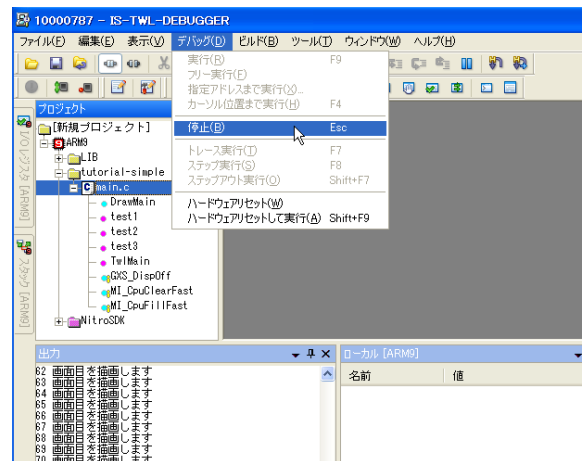 10000787 - IS-TWL-DEBUGGER
ファイル(F) 編集(E) 表示(V) デバッグ(D) ビルド(B) ツール(T) ウィンドウ(W) ヘルプ(H)
実行(R) F9
フリー実行(F)
指定アドレスまで実行(X)...
カーソル位置まで実行(H) F4
停止(B) Esc
トレース実行(T) F7
ステップ実行(S) F8
ステップアウト実行(O) Shift+F7
ハードウェアリセット(W)
ハードウェアリセットして実行(A) Shift+F9
プロジェクト
[新規プロジェクト]
ARM9
LIB
tutorial-simple
main.c
DrawMain
test1
test2
test3
TwlMain
GXS_DispOff
MI_CpuClearFast
MI_CpuFillFast
NitroSDK
I/Oレジスタ [ARM9]
スタック [ARM9]
出力
62 画面目を描画します
63 画面目を描画します
64 画面目を描画します
65 画面目を描画します
66 画面目を描画します
67 画面目を描画します
68 画面目を描画します
69 画面目を描画します
70 画面目を描画します
ローカル [ARM9]
名前 値